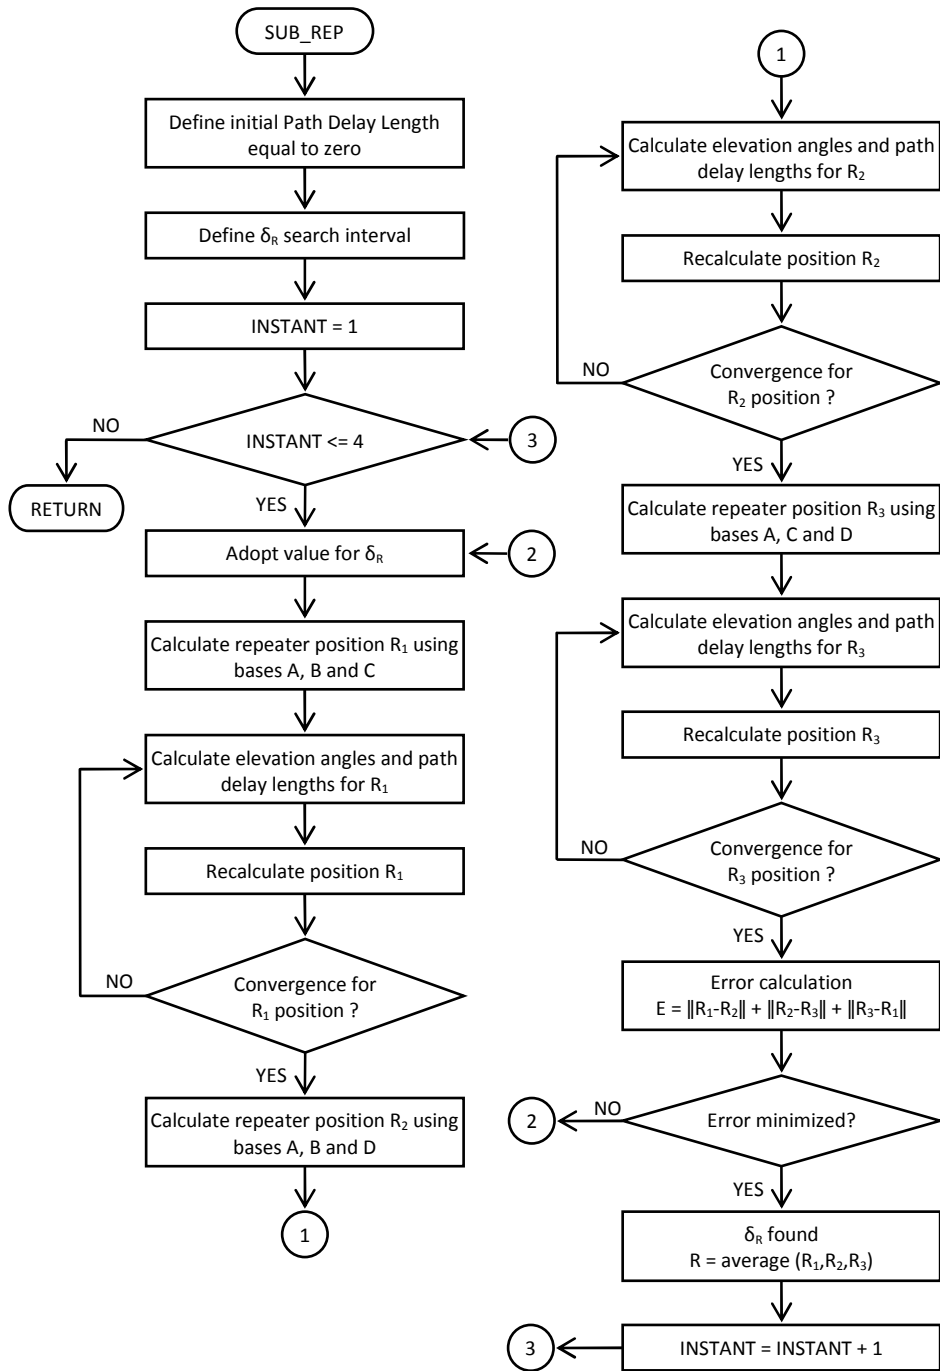 SUB_REP
Define initial Path Delay Length
equal to zero
Define δ_R search interval
INSTANT = 1
NO
INSTANT <= 4
3
RETURN
YES
Adopt value for δ_R
2
Calculate repeater position R₁ using
bases A, B and C
Calculate elevation angles and path
delay lengths for R₁
Recalculate position R₁
NO
Convergence for
R₁ position ?
YES
Calculate repeater position R₂ using
bases A, B and D
1
1
Calculate elevation angles and path
delay lengths for R₂
Recalculate position R₂
NO
Convergence for
R₂ position ?
YES
Calculate repeater position R₃ using
bases A, C and D
Calculate elevation angles and path
delay lengths for R₃
Recalculate position R₃
NO
Convergence for
R₃ position ?
YES
Error calculation
E = ‖R₁-R₂‖ + ‖R₂-R₃‖ + ‖R₃-R₁‖
2
NO
Error minimized?
YES
δ_R found
R = average (R₁,R₂,R₃)
3
INSTANT = INSTANT + 1